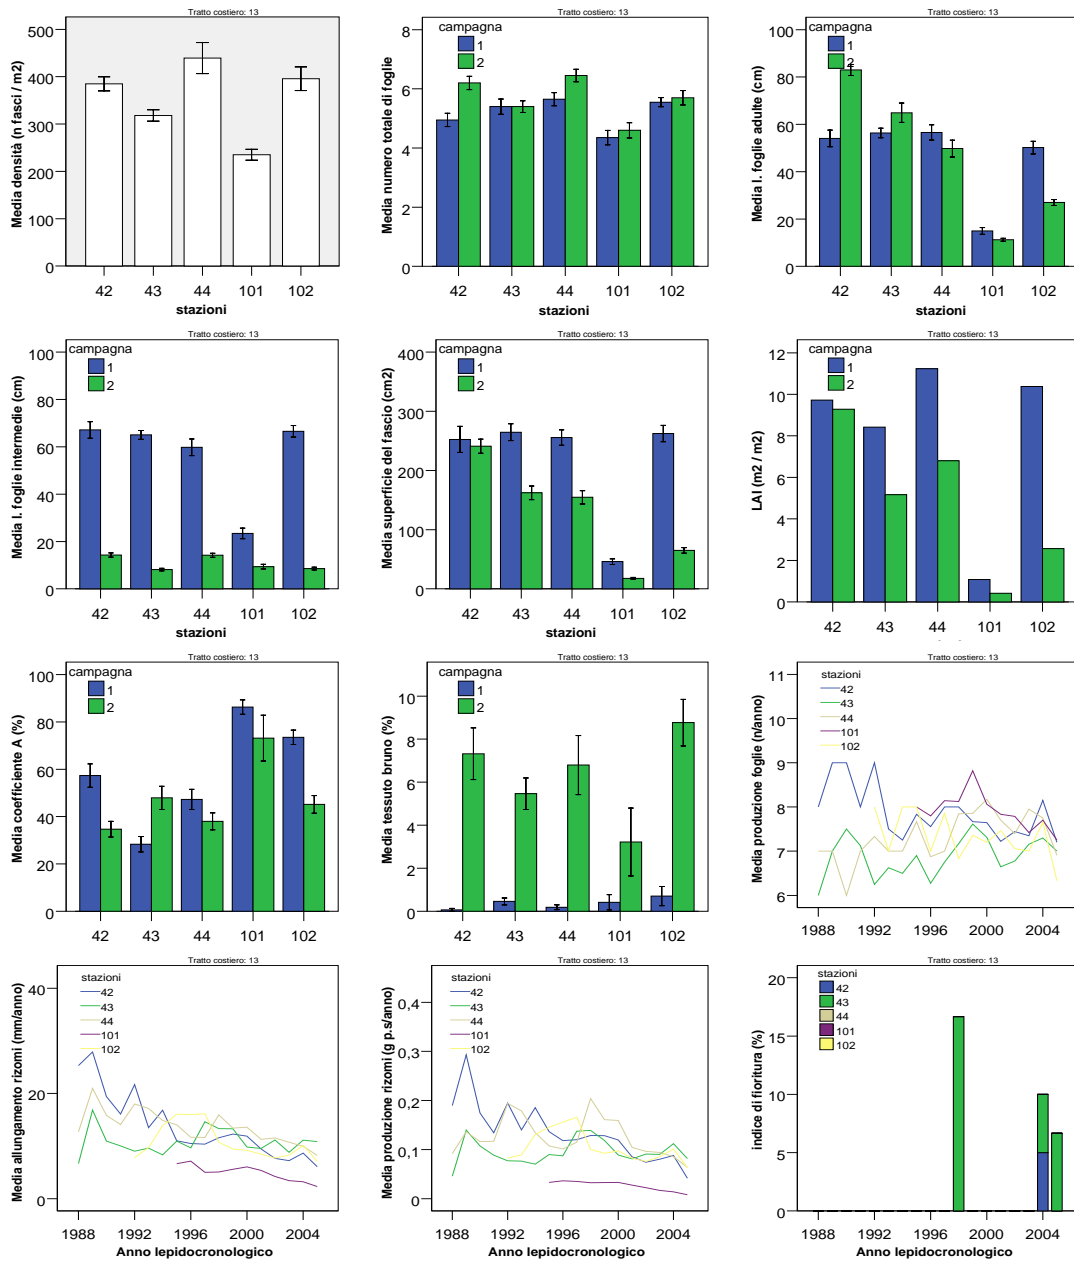 Tratto costiero: 13
Media densità (n fasci / m2)
500
400
300
200
100
0
42 43 44 101 102
stazioni
Tratto costiero: 13
campagna
1
2
Media numero totale di foglie
8
6
4
2
0
42 43 44 101 102
stazioni
Tratto costiero: 13
campagna
1
2
Media l. foglie adulte (cm)
100
80
60
40
20
0
42 43 44 101 102
stazioni
Tratto costiero: 13
campagna
1
2
Media l. foglie intermedie (cm)
100
80
60
40
20
0
42 43 44 101 102
stazioni
Tratto costiero: 13
campagna
1
2
Media superficie del fascio (cm2)
400
300
200
100
0
42 43 44 101 102
stazioni
Tratto costiero: 13
campagna
1
2
LAI (m2 / m2)
12
10
8
6
4
2
0
42 43 44 101 102
Tratto costiero: 13
campagna
1
2
Media coefficiente A (%)
100
80
60
40
20
0
42 43 44 101 102
Tratto costiero: 13
campagna
1
2
Media tessuto bruno (%)
10
8
6
4
2
0
42 43 44 101 102
Tratto costiero: 13
stazioni
42
43
44
101
102
Media produzione foglie (n/anno)
11
10
9
8
7
6
1988 1992 1996 2000 2004
Tratto costiero: 13
stazioni
42
43
44
101
102
Media allungamento rizomi (mm/anno)
40
20
0
1988 1992 1996 2000 2004
Anno lepidocronologico
Tratto costiero: 13
stazioni
42
43
44
101
102
Media produzione rizomi (g p.s/anno)
0,4
0,3
0,2
0,1
0
1988 1992 1996 2000 2004
Anno lepidocronologico
Tratto costiero: 13
stazioni
42
43
44
101
102
indice di fioritura (%)
20
15
10
5
0
1988 1992 1996 2000 2004
Anno lepidocronologico